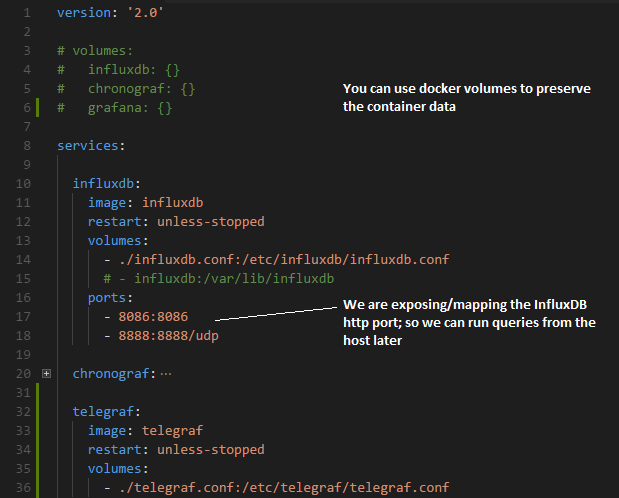 1 version: '2.0'
2
3 # volumes:
4 #   influxdb: {}
5 #   chronograf: {}
You can use docker volumes to preserve
the container data
6 #   grafana: {}
7
8 services:
9
10   influxdb:
11     image: influxdb
12     restart: unless-stopped
13     volumes:
14       - ./influxdb.conf:/etc/influxdb/influxdb.conf
15       # - influxdb:/var/lib/influxdb
16     ports:
17       - 8086:8086
18       - 8888:8888/udp
We are exposing/mapping the InfluxDB
http port; so we can run queries from the
host later
19
20   chronograf:···
31
32   telegraf:
33     image: telegraf
34     restart: unless-stopped
35     volumes:
36       - ./telegraf.conf:/etc/telegraf/telegraf.conf